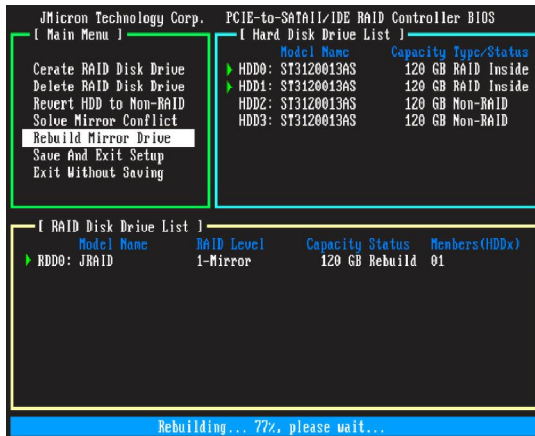 JMicron Technology Corp. PCIE-to-SATAII/IDE RAID Controller BIOS
[ Main Menu ]
Cerate RAID Disk Drive
Delete RAID Disk Drive
Revert HDD to Non-RAID
Solve Mirror Conflict
Rebuild Mirror Drive
Save And Exit Setup
Exit Without Saving
[ Hard Disk Drive List ]
Model Name Capacity Type/Status
HDD0: ST3120013AS 120 GB RAID Inside
HDD1: ST3120013AS 120 GB RAID Inside
HDD2: ST3120013AS 120 GB Non-RAID
HDD3: ST3120013AS 120 GB Non-RAID
[ RAID Disk Drive List ]
Model Name RAID Level Capacity Status Members(HDDx)
RDD0: JRAID 1-Mirror 120 GB Rebuild 01
Rebuilding... 77%, please wait...